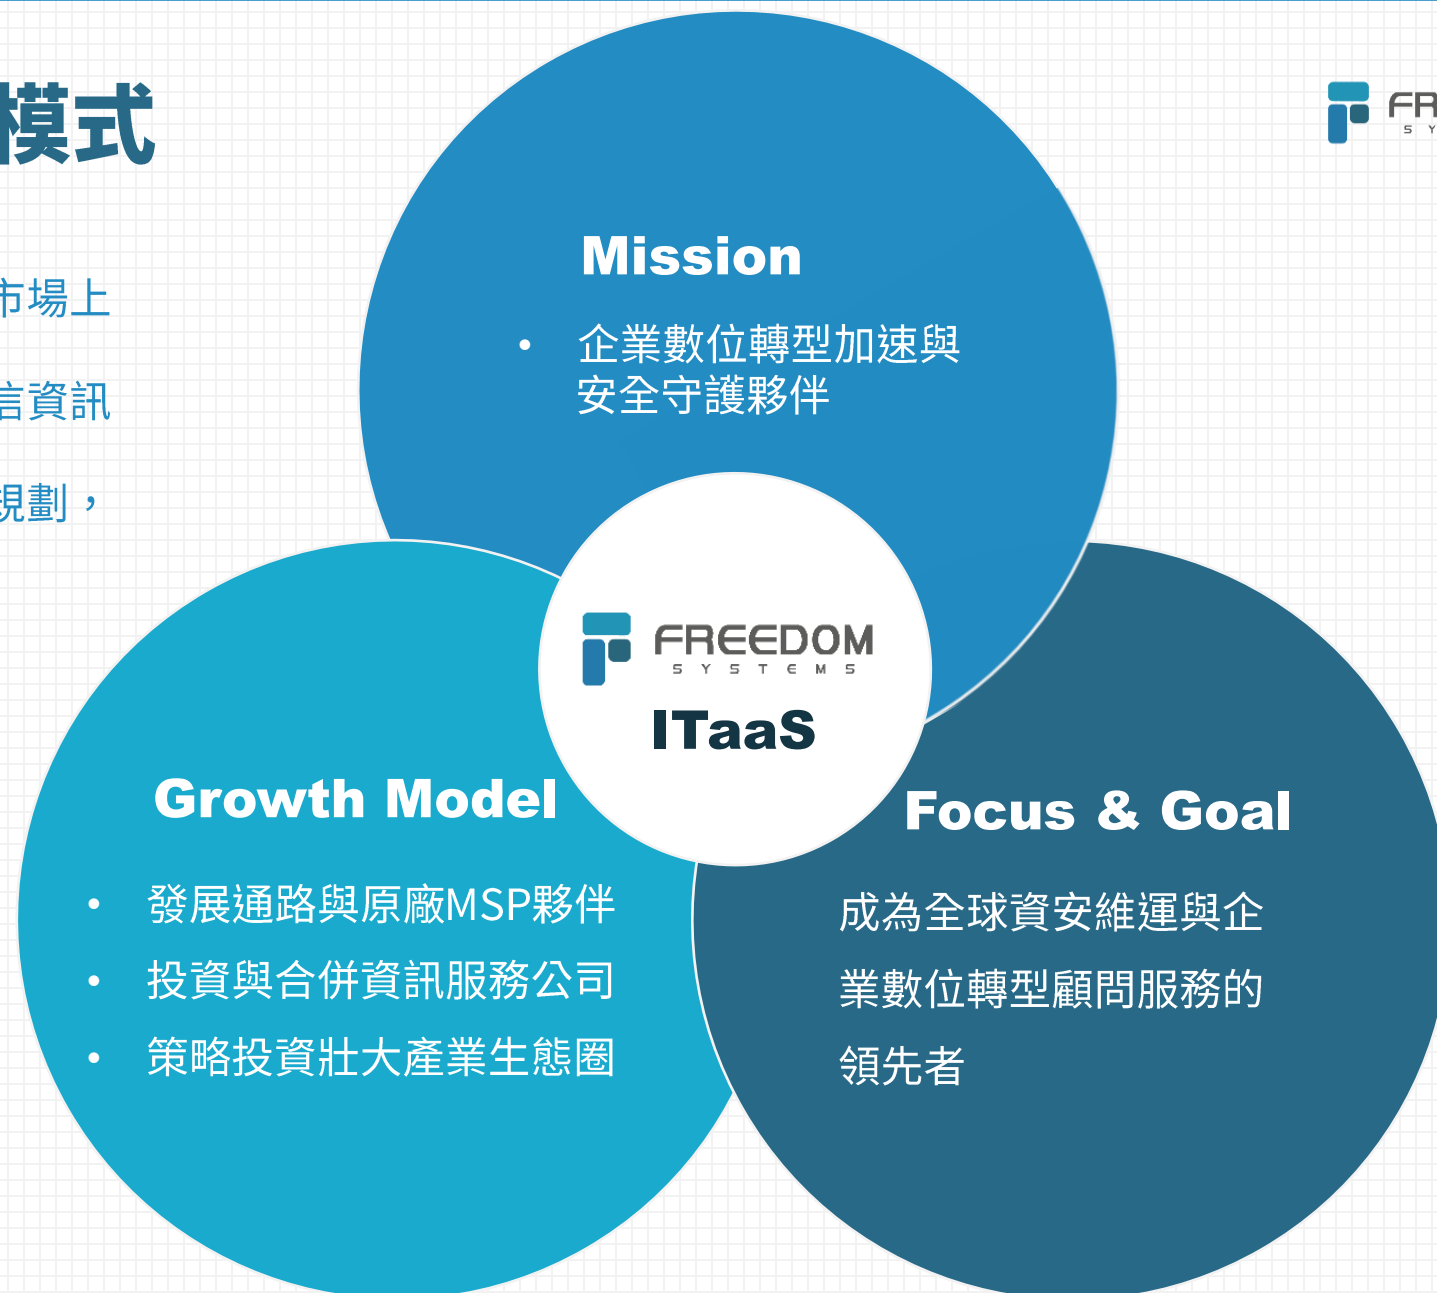 模式
FR
S Y
市場上
信資訊
規劃，
Mission
• 企業數位轉型加速與
安全守護夥伴
FREEDOM
SYSTEMS
ITaaS
Growth Model
• 發展通路與原廠MSP夥伴
• 投資與合併資訊服務公司
• 策略投資壯大產業生態圈
Focus & Goal
成為全球資安維運與企
業數位轉型顧問服務的
領先者